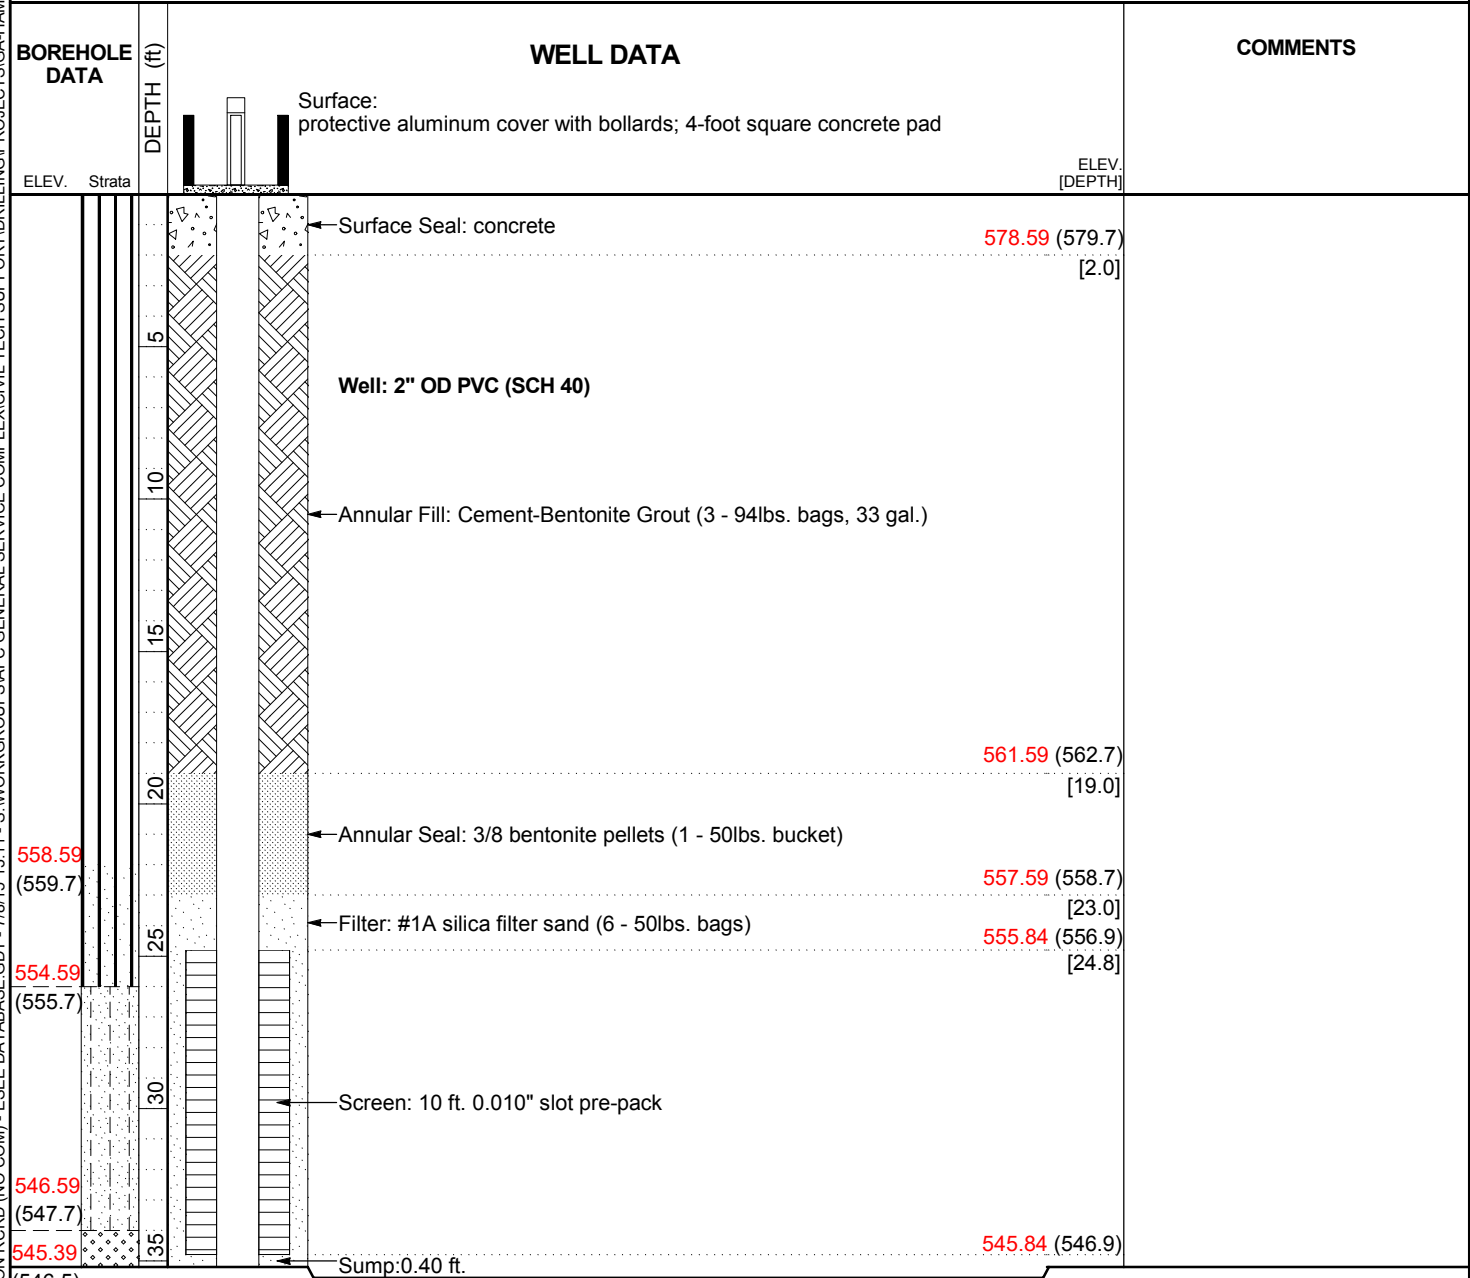 BOREHOLE DATA
DEPTH (ft)
WELL DATA
COMMENTS
Surface:
protective aluminum cover with bollards; 4-foot square concrete pad
ELEV. Strata
ELEV.
[DEPTH]
Surface Seal: concrete
578.59 (579.7)
[2.0]
5
Well: 2" OD PVC (SCH 40)
10
Annular Fill: Cement-Bentonite Grout (3 - 94lbs. bags, 33 gal.)
15
561.59 (562.7)
[19.0]
20
Annular Seal: 3/8 bentonite pellets (1 - 50lbs. bucket)
558.59
(559.7)
557.59 (558.7)
[23.0]
Filter: #1A silica filter sand (6 - 50lbs. bags)
555.84 (556.9)
[24.8]
25
554.59
(555.7)
30
Screen: 10 ft. 0.010" slot pre-pack
546.59
(547.7)
35
545.39
545.84 (546.9)
Sump:0.40 ft.
(546.5)